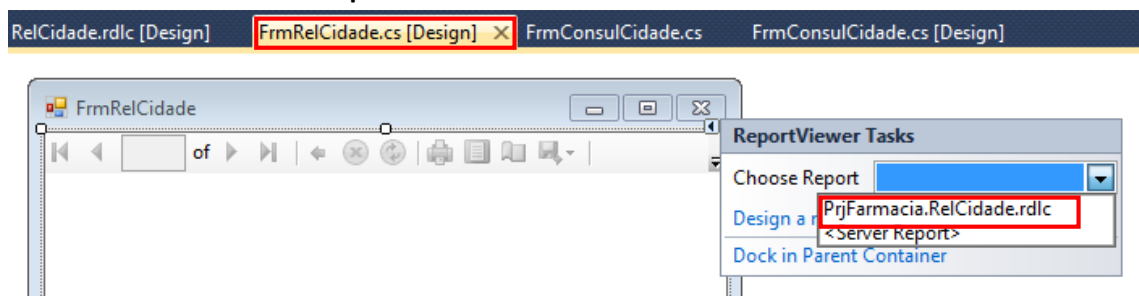 RelCidade.rdlc [Design] FrmRelCidade.cs [Design] FrmConsulCidade.cs FrmConsulCidade.cs [Design]
FrmRelCidade
of
ReportViewer Tasks
Choose Report
PrjFarmacia.RelCidade.rdlc
Design a
<Server Report>
Dock in Parent Container